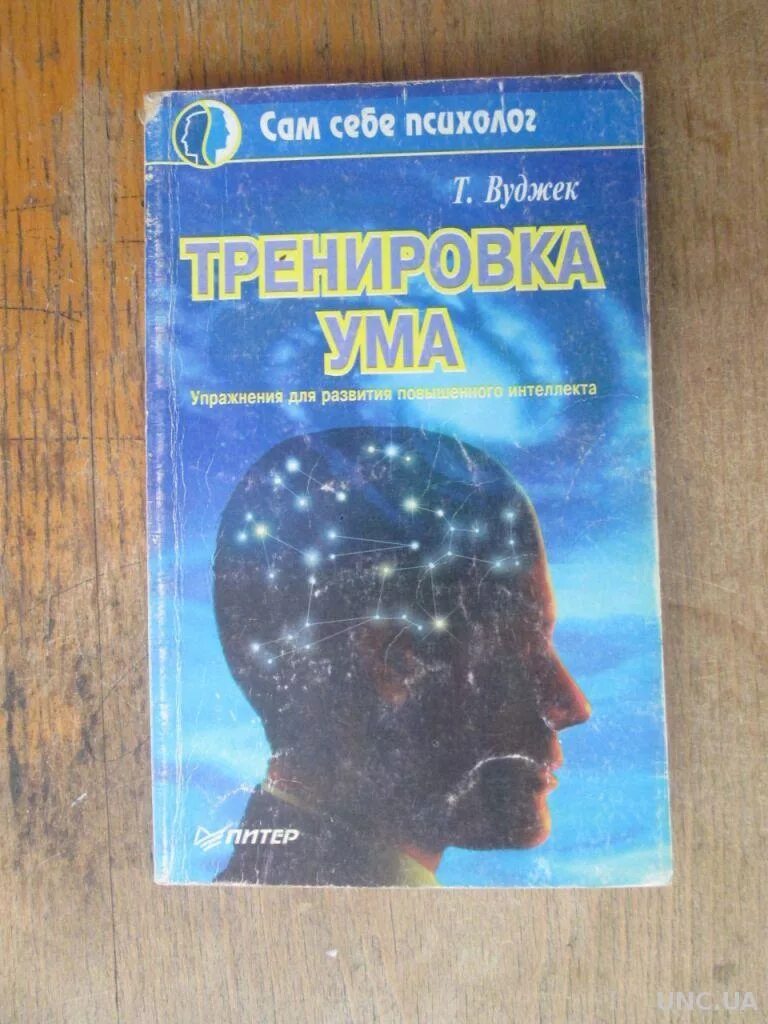 Сам себе психолог
Т. Вуджек
ТРЕНИРОВКА
УМА
Упражнения для развития повышенного интеллекта
ПИТЕР
UNC.UA